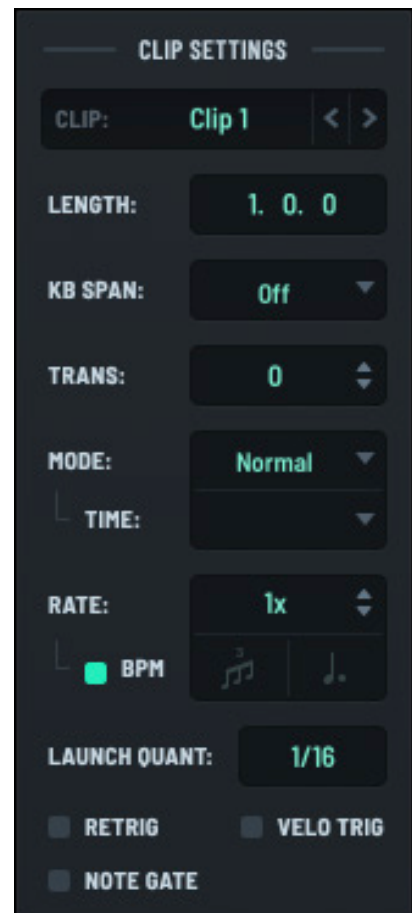 CLIP SETTINGS
CLIP: Clip 1 < >
LENGTH: 1. 0. 0
KB SPAN: Off
TRANS: 0
MODE: Normal
TIME:
RATE: 1x
BPM 3
LAUNCH QUANT: 1/16
RETRIG VELO TRIG
NOTE GATE